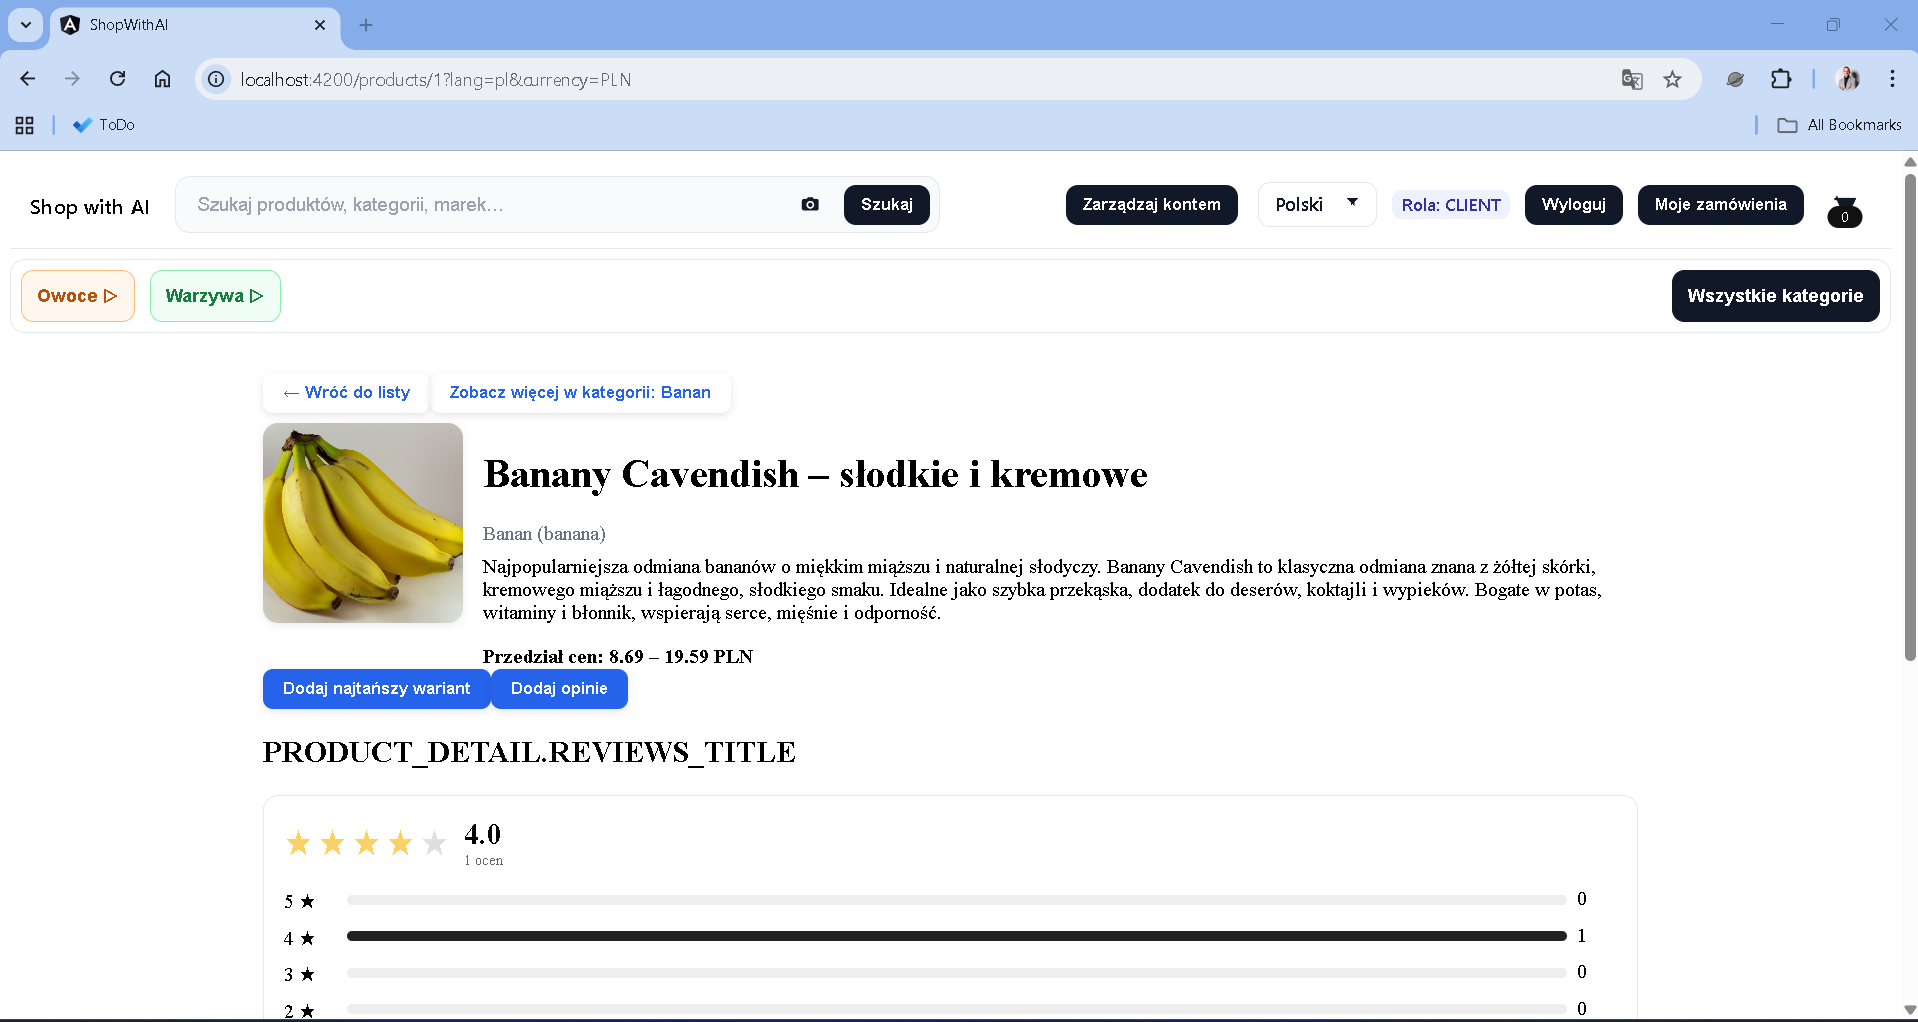 ShopWithAI
localhost:4200/products/1?lang=pl&currency=PLN
ToDo
All Bookmarks
Shop with AI
Szukaj produktów, kategorii, marek...
Szukaj
Zarządzaj kontem
Polski
Rola: CLIENT
Wyloguj
Moje zamówienia
0
Owoce ▷
Warzywa ▷
Wszystkie kategorie
← Wróć do listy
Zobacz więcej w kategorii: Banan
Banany Cavendish – słodkie i kremowe
Banan (banana)
Najpopularniejsza odmiana bananów o miękkim miąższu i naturalnej słodyczy. Banany Cavendish to klasyczna odmiana znana z żółtej skórki,
kremowego miąższu i łagodnego, słodkiego smaku. Idealne jako szybka przekąska, dodatek do deserów, koktajli i wypieków. Bogate w potas,
witaminy i błonnik, wspierają serce, mięśnie i odporność.
Przedział cen: 8.69 – 19.59 PLN
Dodaj najtańszy wariant
Dodaj opinie
PRODUCT_DETAIL.REVIEWS_TITLE
4.0
1 ocen
5 ★ 0
4 ★ 1
3 ★ 0
2 ★ 0